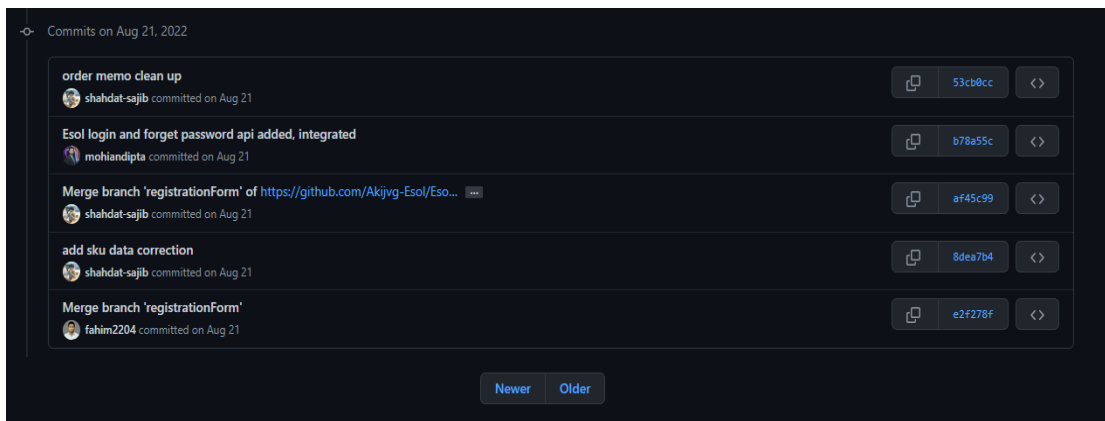 Commits on Aug 21, 2022
order memo clean up
shahdat-sajib committed on Aug 21
53cb0cc
Esol login and forget password api added, integrated
mohiandipta committed on Aug 21
b78a55c
Merge branch 'registrationForm' of https://github.com/Akijvg-Esol/Eso... ...
shahdat-sajib committed on Aug 21
af45c99
add sku data correction
shahdat-sajib committed on Aug 21
8dea7b4
Merge branch 'registrationForm'
fahim2204 committed on Aug 21
e2f278f
Newer Older